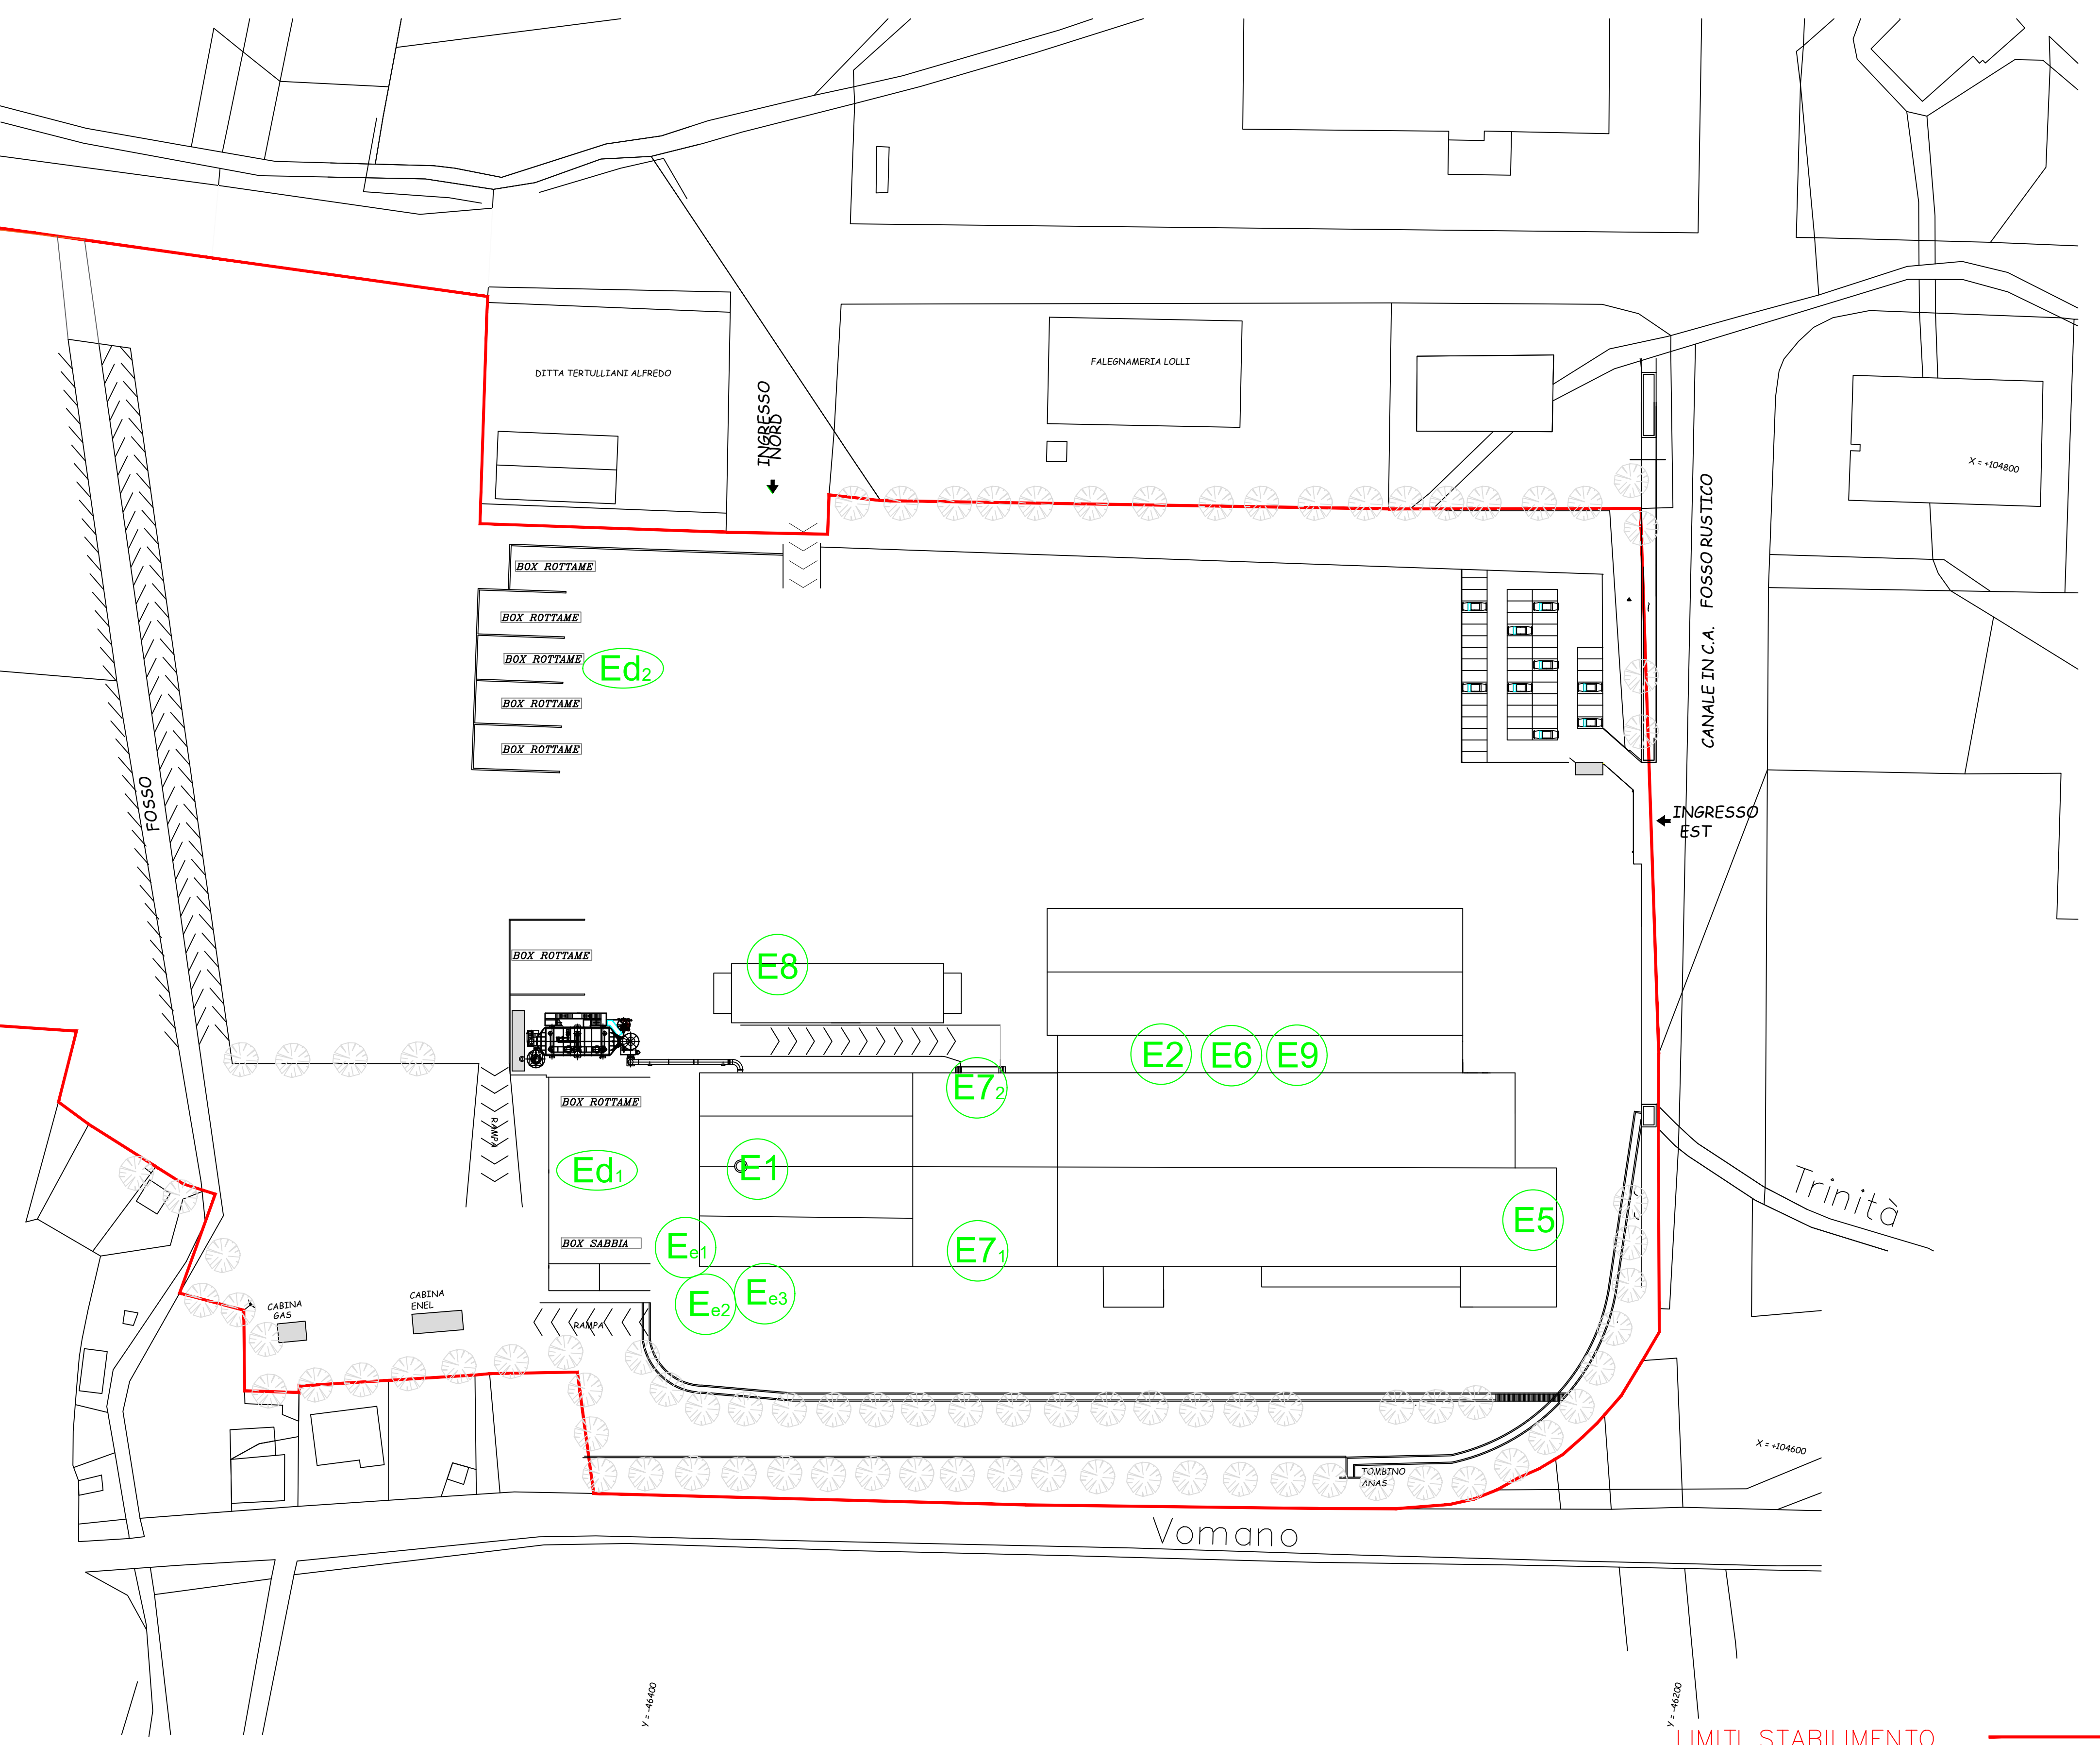 DITTA TERTULLIANI ALFREDO
INGRESSO
NORD
FALEGNAMERIA LOLLI
X = +104800
CANALE IN C.A. FOSSO RUSTICO
BOX ROTTAME
BOX ROTTAME
BOX ROTTAME
Ed2
BOX ROTTAME
BOX ROTTAME
FOSSO
INGRESSO
EST
BOX ROTTAME
E8
E2
E6
E9
E72
BOX ROTTAME
RAMPA
Ed1
E1
E5
Trinità
BOX SABBIA
Ee1
E71
Ee2
Ee3
CABINA
GAS
CABINA
ENEL
RAMPA
X = +104600
TOMBINO
ANAS
Vomano
Y = -46400
Y = -46200
LIMITI STABILIMENTO